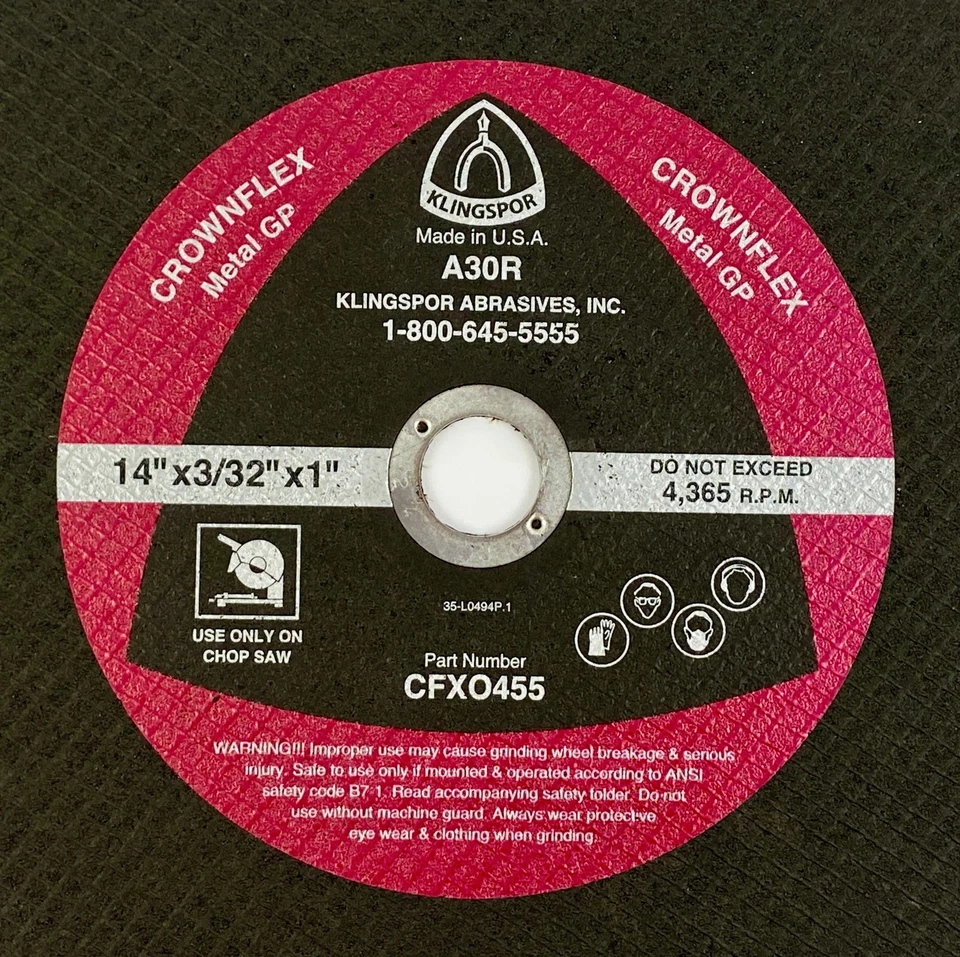 KLINGSPOR
Made in U.S.A.
A30R
KLINGSPOR ABRASIVES, INC.
1-800-645-5555
CROWNFLEX
Metal GP
CROWNFLEX
Metal GP
14"x3/32"x1"
DO NOT EXCEED
4,365 R.P.M.
USE ONLY ON
CHOP SAW
35-L0494P.1
Part Number
CFXO455
WARNING!!! Improper use may cause grinding wheel breakage & serious
injury. Safe to use only if mounted & operated according to ANSI
safety code B7.1. Read accompanying safety folder. Do not
use without machine guard. Always wear protective
eye wear & clothing when grinding.